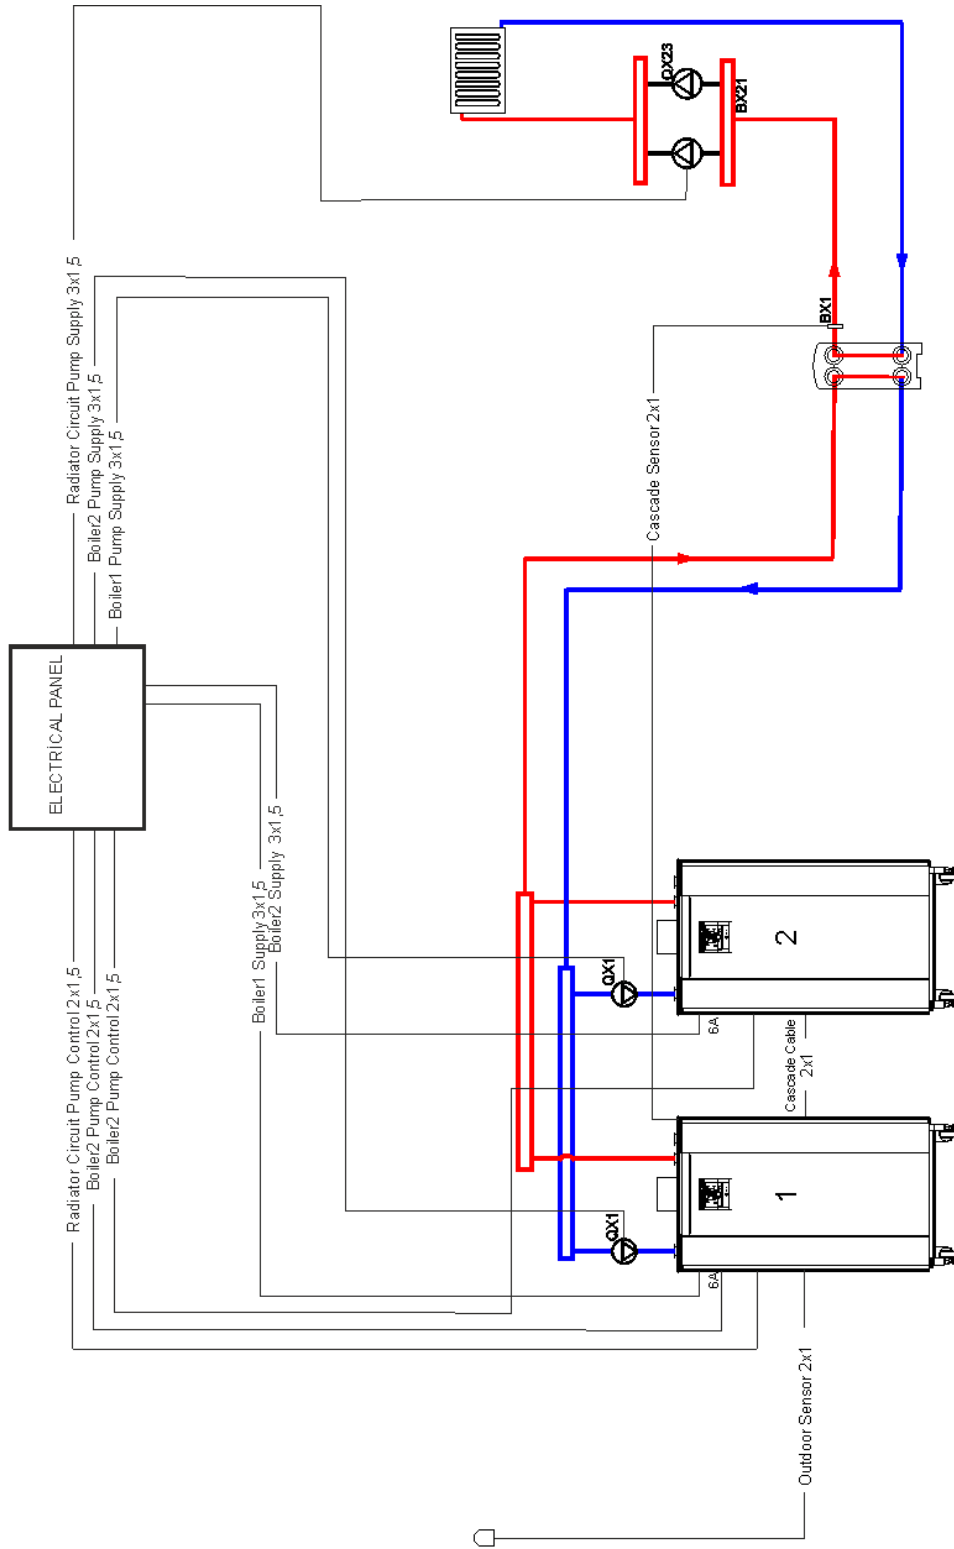 Radiator Circuit Pump Control 2x1,5
Boiler2 Pump Control 2x1,5
Boiler2 Pump Control 2x1,5
ELECTRİCAL PANEL
Radiator Circuit Pump Supply 3x1,5
Boiler2 Pump Supply 3x1,5
Boiler1 Pump Supply 3x1,5
Boiler1 Supply 3x1,5
Boiler2 Supply 3x1,5
Cascade Sensor 2x1
QX23
BX21
BX1
QX1
QX1
6A
6A
1
2
Cascade Cable
2x1
Outdoor Sensor 2x1